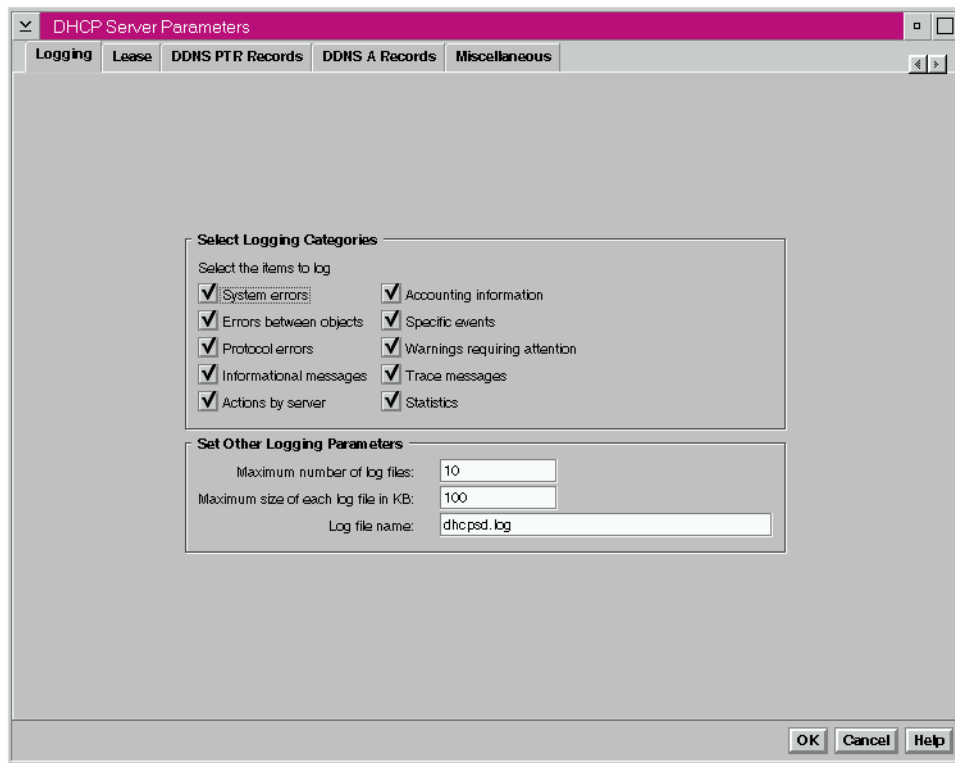 DHCP Server Parameters
Logging Lease DDNS PTR Records DDNS A Records Miscellaneous
Select Logging Categories
Select the items to log
System errors Accounting information
Errors between objects Specific events
Protocol errors Warnings requiring attention
Informational messages Trace messages
Actions by server Statistics
Set Other Logging Parameters
Maximum number of log files: 10
Maximum size of each log file in KB: 100
Log file name: dhcpsd.log
OK Cancel Help